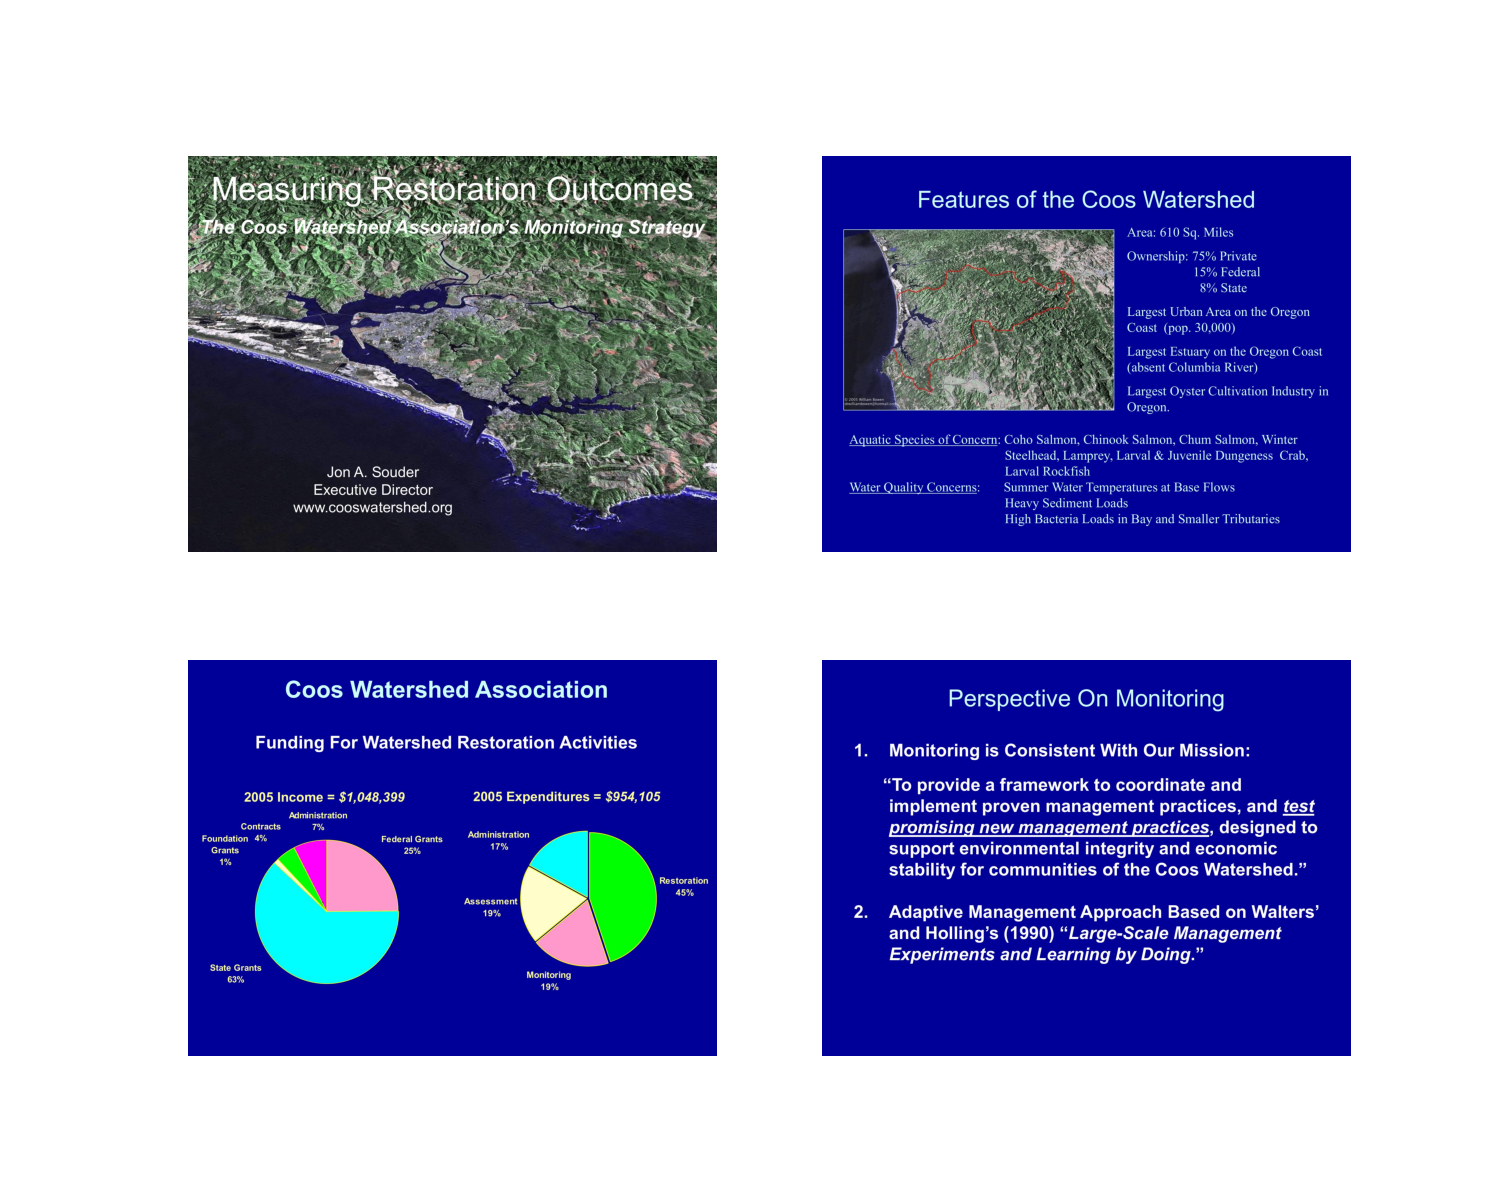 Measuring Restoration Outcomes
The Coos Watershed Association's Monitoring Strategy
Jon A. Souder
Executive Director
www.cooswatershed.org
Features of the Coos Watershed
Area: 610 Sq. Miles
Ownership: 75% Private
15% Federal
8% State
Largest Urban Area on the Oregon
Coast (pop. 30,000)
Largest Estuary on the Oregon Coast
(absent Columbia River)
Largest Oyster Cultivation Industry in
Oregon.
Aquatic Species of Concern: Coho Salmon, Chinook Salmon, Chum Salmon, Winter
Steelhead, Lamprey, Larval & Juvenile Dungeness Crab,
Larval Rockfish
Water Quality Concerns: Summer Water Temperatures at Base Flows
Heavy Sediment Loads
High Bacteria Loads in Bay and Smaller Tributaries
Coos Watershed Association
Funding For Watershed Restoration Activities
2005 Income = $1,048,399
Administration
7%
Contracts
4%
Foundation
Grants
1%
Federal Grants
25%
State Grants
63%
2005 Expenditures = $954,105
Administration
17%
Restoration
45%
Assessment
19%
Monitoring
19%
Perspective On Monitoring
1. Monitoring is Consistent With Our Mission:
“To provide a framework to coordinate and
implement proven management practices, and test
promising new management practices, designed to
support environmental integrity and economic
stability for communities of the Coos Watershed.”
2. Adaptive Management Approach Based on Walters’
and Holling’s (1990) “Large-Scale Management
Experiments and Learning by Doing.”